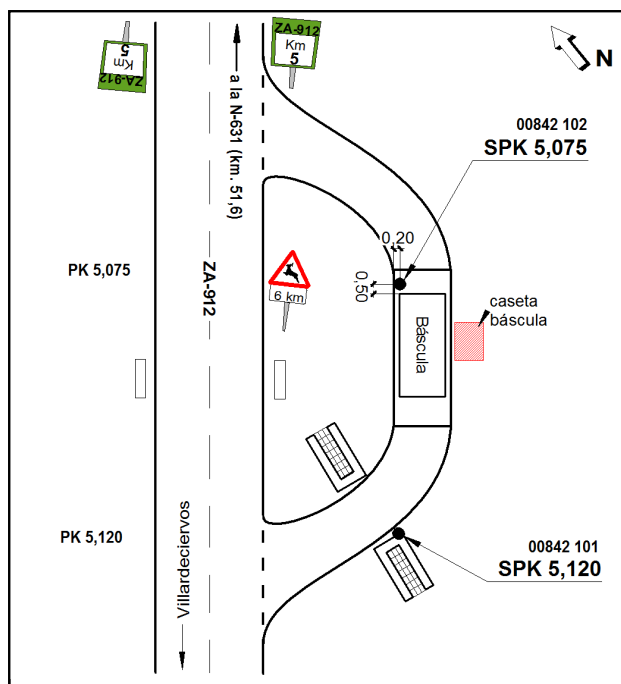 ZA-912
Km
5
ZA-912
Km
5
N
a la N-631 (km. 51,6)
00842 102
SPK 5,075
0,20
PK 5,075
ZA-912
6 km
0,50
caseta
báscula
Báscula
PK 5,120
Villardeciervos
00842 101
SPK 5,120